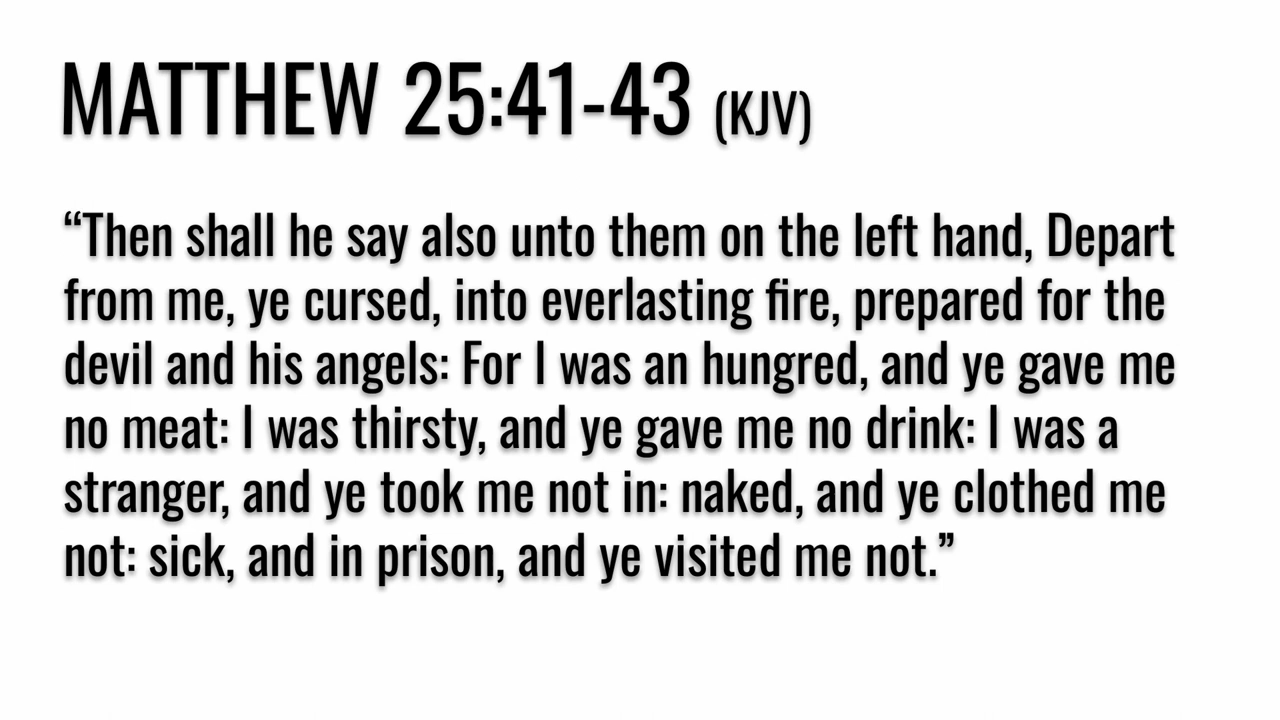 MATTHEW 25:41-43 (KJV)
“Then shall he say also unto them on the left hand, Depart
from me, ye cursed, into everlasting fire, prepared for the
devil and his angels: For I was an hungred, and ye gave me
no meat: I was thirsty, and ye gave me no drink: I was a
stranger, and ye took me not in: naked, and ye clothed me
not: sick, and in prison, and ye visited me not.”